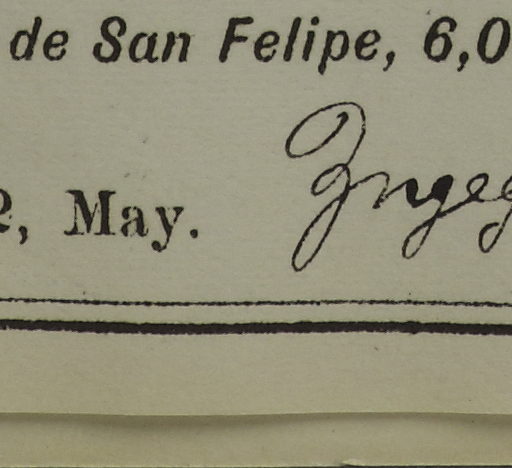 de San Felipe, 6,0
2, May.